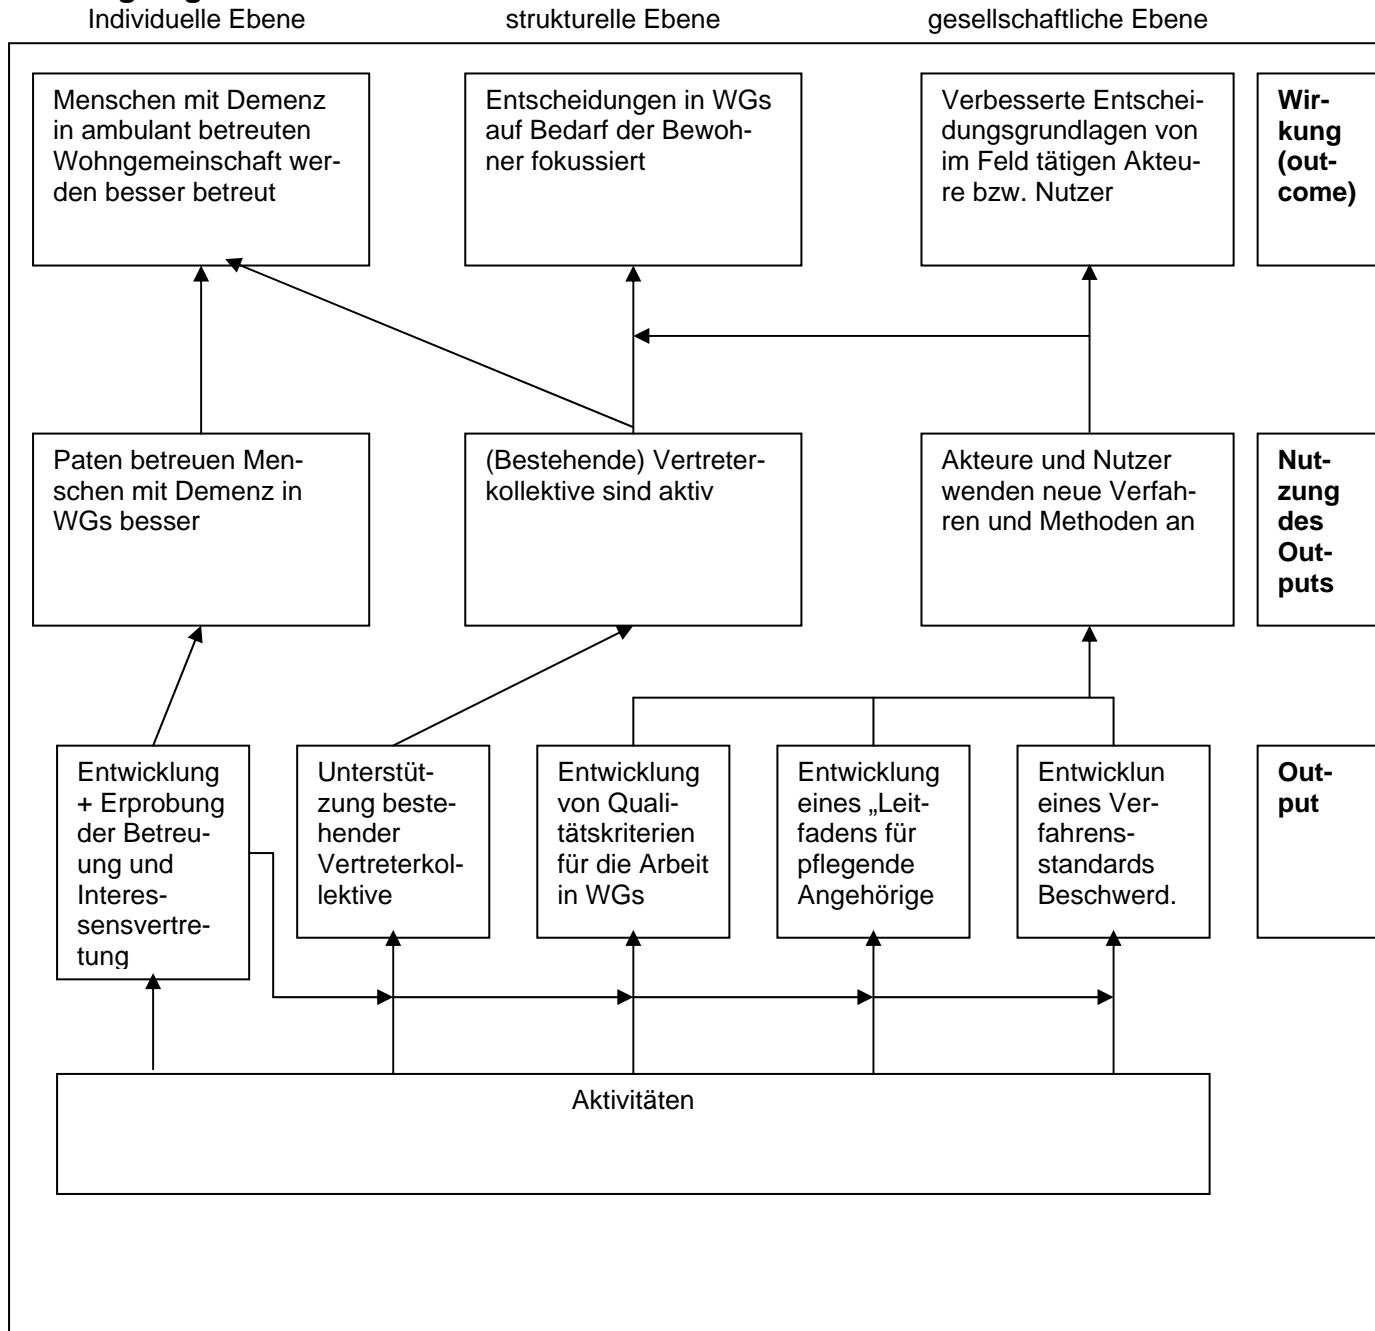 Individuelle Ebene
strukturelle Ebene
gesellschaftliche Ebene
Menschen mit Demenz
in ambulant betreuten
Wohngemeinschaft wer-
den besser betreut
Entscheidungen in WGs
auf Bedarf der Bewoh-
ner fokussiert
Verbesserte Entschei-
dungsgrundlagen von
im Feld tätigen Akteu-
re bzw. Nutzer
Wir-
kung
(out-
come)
Paten betreuen Men-
schen mit Demenz in
WGs besser
(Bestehende) Vertreter-
kollektive sind aktiv
Akteure und Nutzer
wenden neue Verfah-
ren und Methoden an
Nut-
zung
des
Out-
puts
Entwicklung
+ Erprobung
der Betreu-
ung und
Interes-
sensvertre-
tung
Unterstüt-
zung beste-
hender
Vertreterkol-
lektive
Entwicklung
von Quali-
tätskriterien
für die Arbeit
in WGs
Entwicklung
eines „Leit-
fadens für
pflegende
Angehörige
Entwicklun
eines Ver-
fahrens-
standards
Beschwerd.
Out-
put
Aktivitäten